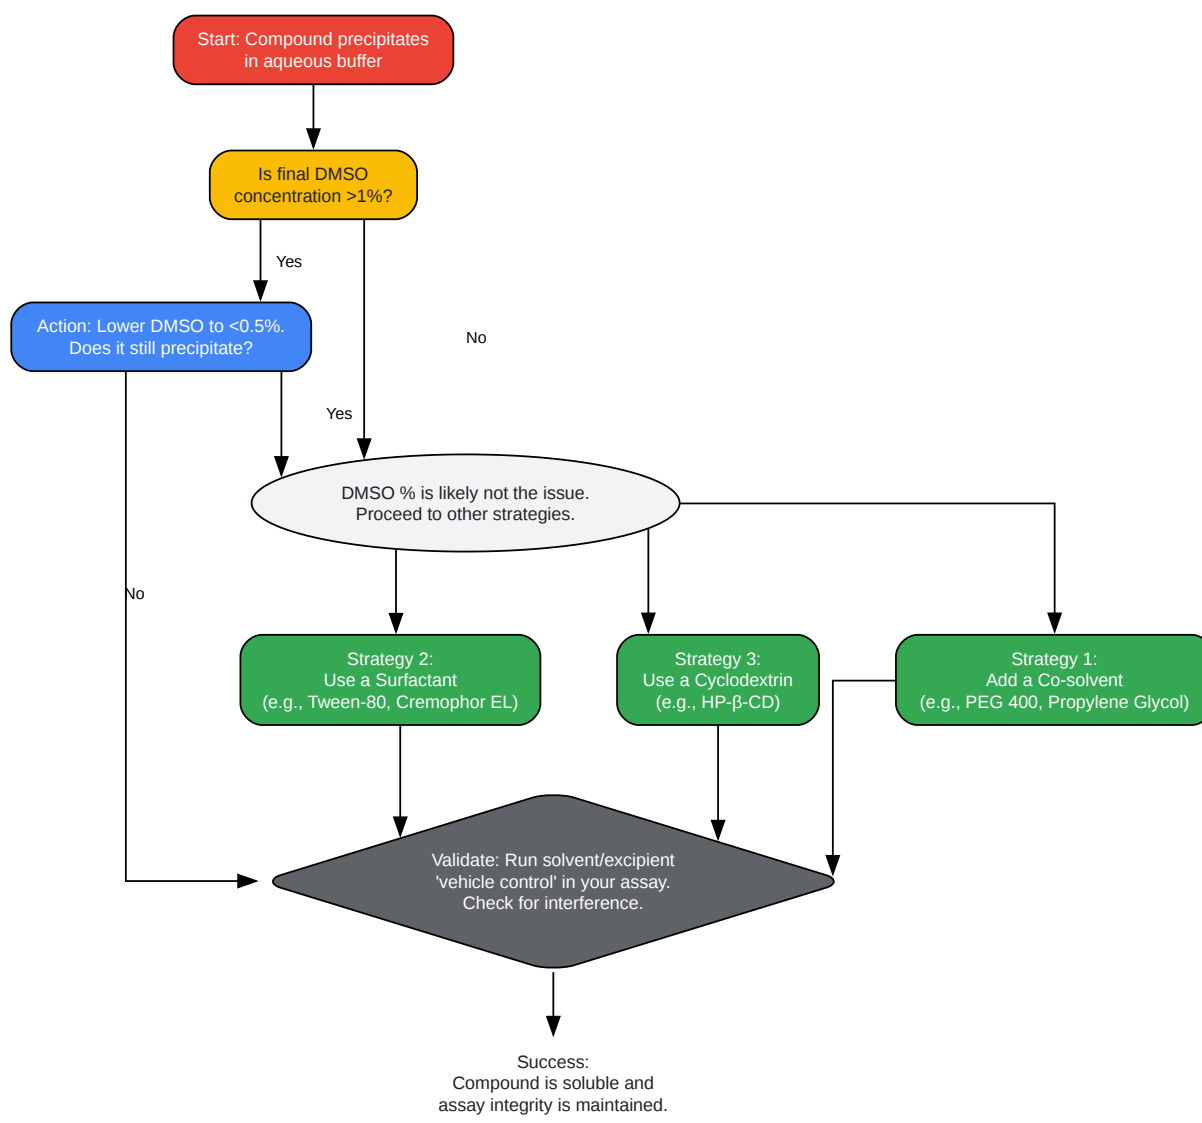 Start: Compound precipitates
in aqueous buffer
Is final DMSO
concentration >1%?
Yes
Action: Lower DMSO to <0.5%.
Does it still precipitate?
No
Yes
DMSO % is likely not the issue.
Proceed to other strategies.
No
Strategy 2:
Use a Surfactant
(e.g., Tween-80, Cremophor EL)
Strategy 3:
Use a Cyclodextrin
(e.g., HP-β-CD)
Strategy 1:
Add a Co-solvent
(e.g., PEG 400, Propylene Glycol)
Validate: Run solvent/excipient
'vehicle control' in your assay.
Check for interference.
Success:
Compound is soluble and
assay integrity is maintained.